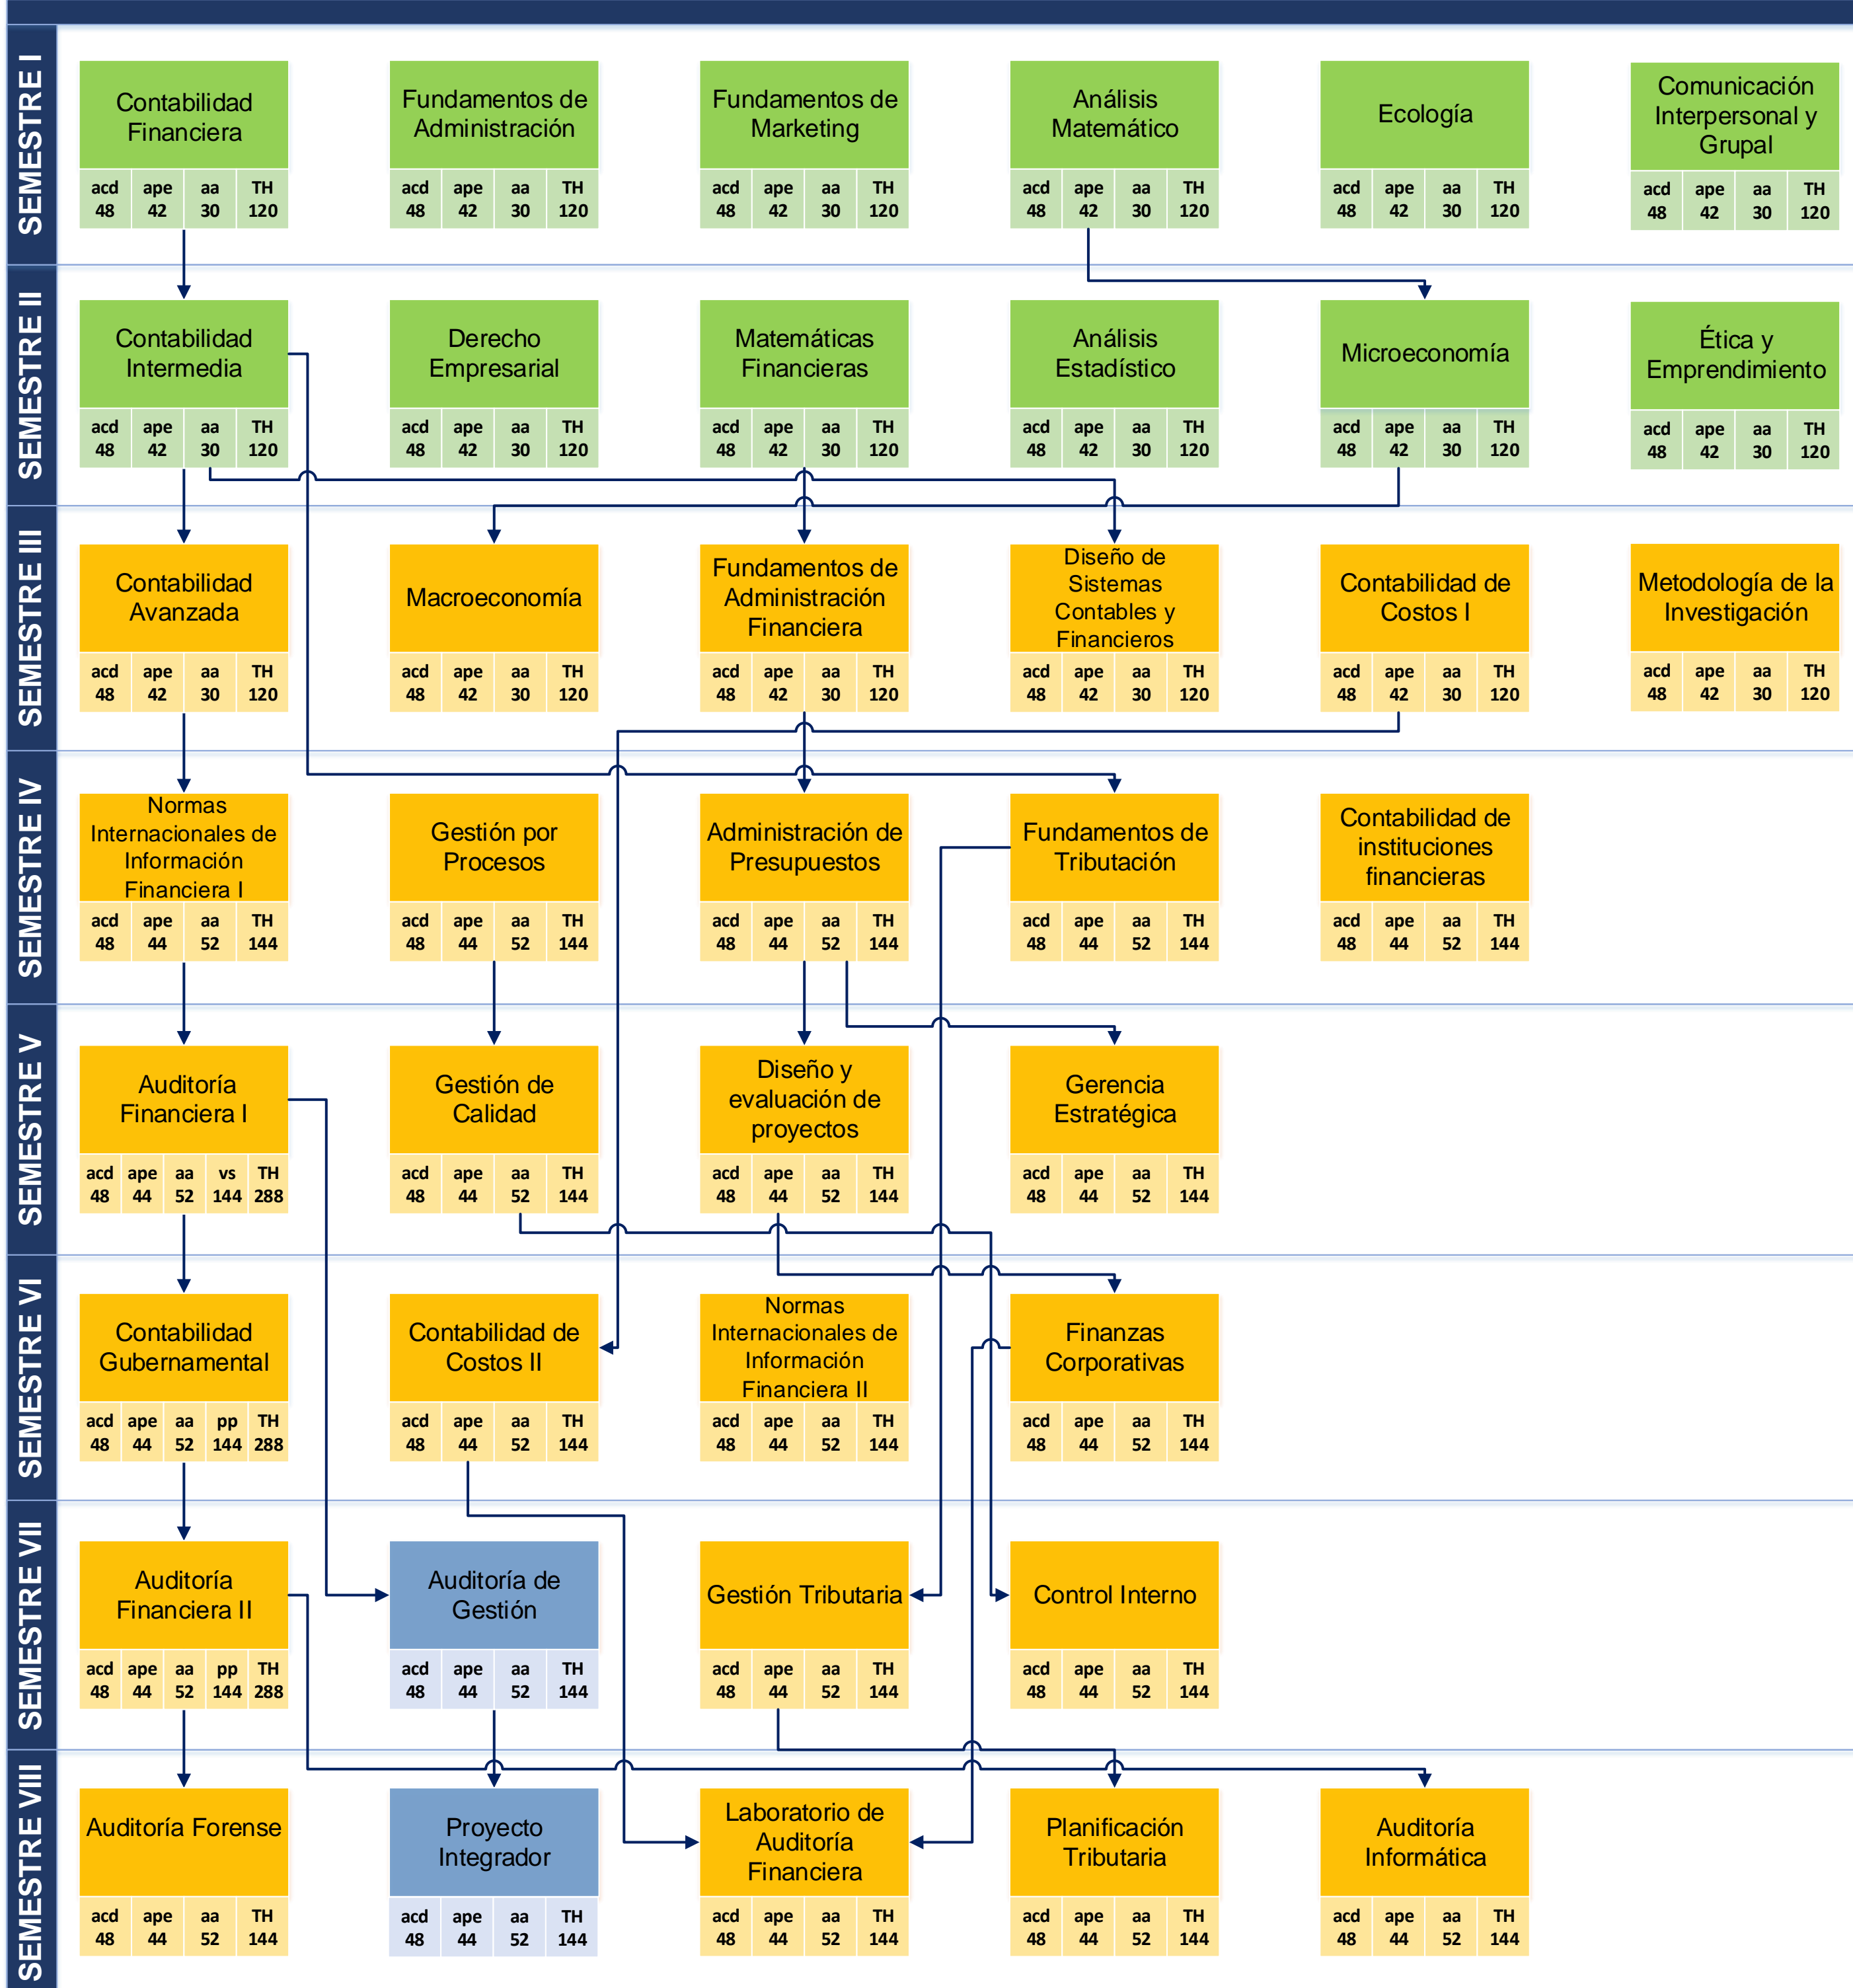 SEMESTRE I
Contabilidad
Financiera
acd ape aa TH
48 42 30 120
Fundamentos de
Administración
acd ape aa TH
48 42 30 120
Fundamentos de
Marketing
acd ape aa TH
48 42 30 120
Análisis
Matemático
acd ape aa TH
48 42 30 120
Ecología
acd ape aa TH
48 42 30 120
Comunicación
Interpersonal y
Grupal
acd ape aa TH
48 42 30 120
SEMESTRE II
Contabilidad
Intermedia
acd ape aa TH
48 42 30 120
Derecho
Empresarial
acd ape aa TH
48 42 30 120
Matemáticas
Financieras
acd ape aa TH
48 42 30 120
Análisis
Estadístico
acd ape aa TH
48 42 30 120
Microeconomía
acd ape aa TH
48 42 30 120
Ética y
Emprendimiento
acd ape aa TH
48 42 30 120
SEMESTRE III
Contabilidad
Avanzada
acd ape aa TH
48 42 30 120
Macroeconomía
acd ape aa TH
48 42 30 120
Fundamentos de
Administración
Financiera
acd ape aa TH
48 42 30 120
Diseño de
Sistemas
Contables y
Financieros
acd ape aa TH
48 42 30 120
Contabilidad de
Costos I
acd ape aa TH
48 42 30 120
Metodología de la
Investigación
acd ape aa TH
48 42 30 120
SEMESTRE IV
Normas
Internacionales de
Información
Financiera I
acd ape aa TH
48 44 52 144
Gestión por
Procesos
acd ape aa TH
48 44 52 144
Administración de
Presupuestos
acd ape aa TH
48 44 52 144
Fundamentos de
Tributación
acd ape aa TH
48 44 52 144
Contabilidad de
instituciones
financieras
acd ape aa TH
48 44 52 144
SEMESTRE V
Auditoría
Financiera I
acd ape aa vs TH
48 44 52 144 288
Gestión de
Calidad
acd ape aa TH
48 44 52 144
Diseño y
evaluación de
proyectos
acd ape aa TH
48 44 52 144
Gerencia
Estratégica
acd ape aa TH
48 44 52 144
SEMESTRE VI
Contabilidad
Gubernamental
acd ape aa pp TH
48 44 52 144 288
Contabilidad de
Costos II
acd ape aa TH
48 44 52 144
Normas
Internacionales de
Información
Financiera II
acd ape aa TH
48 44 52 144
Finanzas
Corporativas
acd ape aa TH
48 44 52 144
SEMESTRE VII
Auditoría
Financiera II
acd ape aa pp TH
48 44 52 144 288
Auditoría de
Gestión
acd ape aa TH
48 44 52 144
Gestión Tributaria
acd ape aa TH
48 44 52 144
Control Interno
acd ape aa TH
48 44 52 144
SEMESTRE VIII
Auditoría Forense
acd ape aa TH
48 44 52 144
Proyecto
Integrador
acd ape aa TH
48 44 52 144
Laboratorio de
Auditoría
Financiera
acd ape aa TH
48 44 52 144
Planificación
Tributaria
acd ape aa TH
48 44 52 144
Auditoría
Informática
acd ape aa TH
48 44 52 144